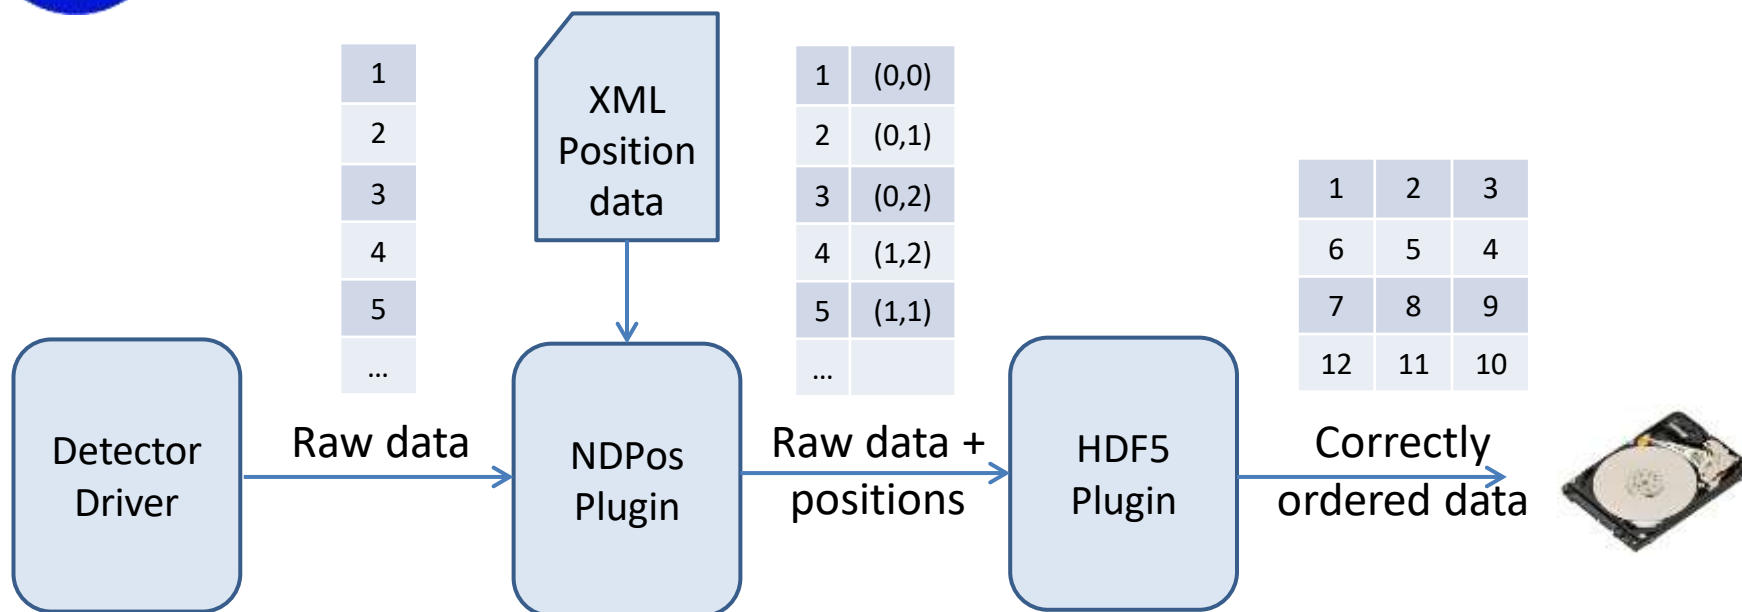 1
2
3
4
5
...
XML
Position
data
1 (0,0)
2 (0,1)
3 (0,2)
4 (1,2)
5 (1,1)
...
1 2 3
6 5 4
7 8 9
12 11 10
Detector
Driver
Raw data
NDPos
Plugin
Raw data +
positions
HDF5
Plugin
Correctly
ordered data